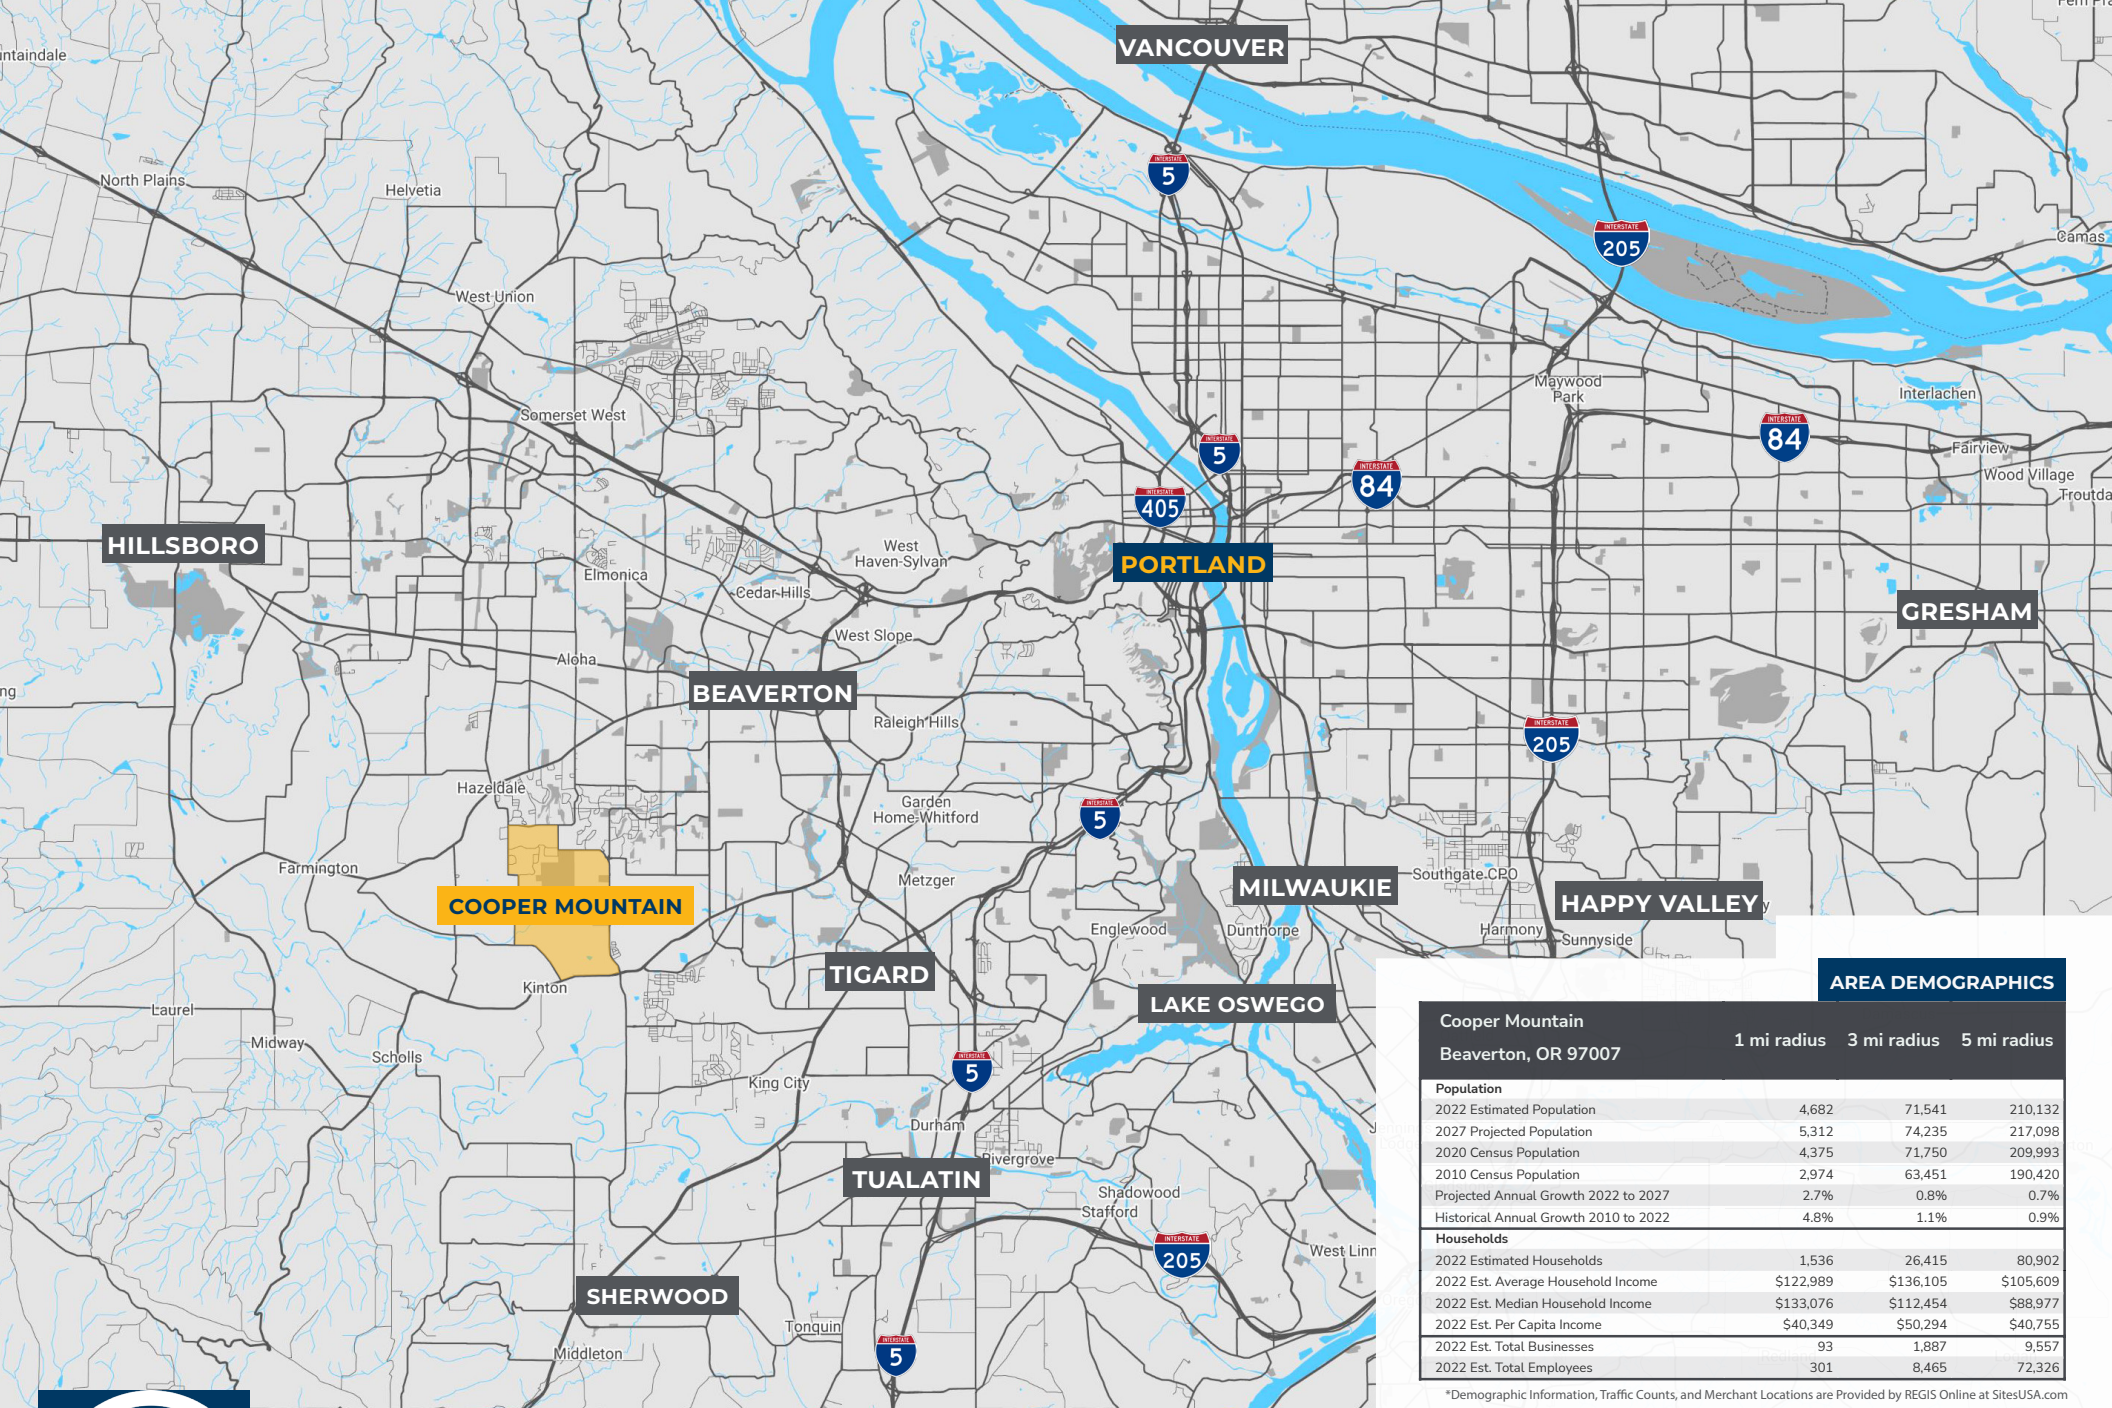 VANCOUVER
ntaindale
INTERSTATE
5
North Plains
Helvetia
INTERSTATE
205
Camas
West Union
Maywood
Park
Interlachen
Somerset West
INTERSTATE
84
INTERSTATE
5
Fairview
Wood Village
INTERSTATE
84
Troutda
INTERSTATE
405
HILLSBORO
West
Haven-Sylvan
PORTLAND
Elmonica
Cedar Hills
GRESHAM
West Slope
Aloha
ng
BEAVERTON
Raleigh Hills
INTERSTATE
205
Hazeldale
Garden
Home-Whitford
INTERSTATE
5
Farmington
Metzger
MILWAUKIE
Southgate CPO
COOPER MOUNTAIN
HAPPY VALLEY
y
Englewood
Dunthorpe
Harmony
Sunnyside
TIGARD
Kinton
LAKE OSWEGO
Laurel
Midway
Scholls
INTERSTATE
5
King City
Durham
Rivergrove
TUALATIN
Shadowood
Stafford
INTERSTATE
205
West Linn
SHERWOOD
Tonquin
INTERSTATE
5
Middleton
AREA DEMOGRAPHICS
Cooper Mountain
Beaverton, OR 97007
1 mi radius 3 mi radius 5 mi radius
Population
2022 Estimated Population 4,682 71,541 210,132
2027 Projected Population 5,312 74,235 217,098
2020 Census Population 4,375 71,750 209,993
2010 Census Population 2,974 63,451 190,420
Projected Annual Growth 2022 to 2027 2.7% 0.8% 0.7%
Historical Annual Growth 2010 to 2022 4.8% 1.1% 0.9%
Households
2022 Estimated Households 1,536 26,415 80,902
2022 Est. Average Household Income $122,989 $136,105 $105,609
2022 Est. Median Household Income $133,076 $112,454 $88,977
2022 Est. Per Capita Income $40,349 $50,294 $40,755
2022 Est. Total Businesses 93 1,887 9,557
2022 Est. Total Employees 301 8,465 72,326
*Demographic Information, Traffic Counts, and Merchant Locations are Provided by REGIS Online at SitesUSA.com